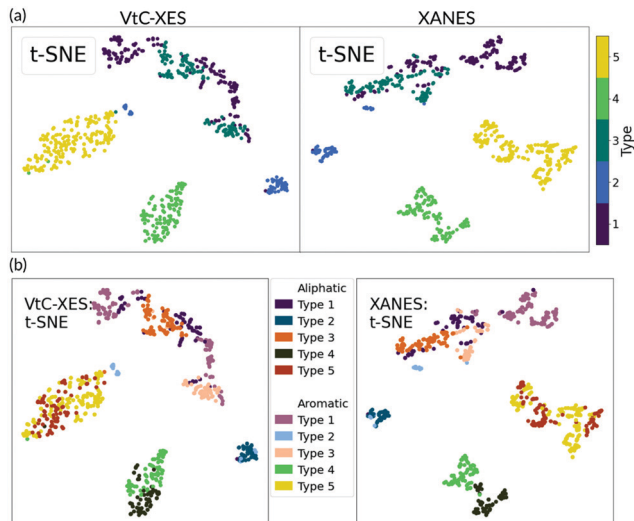 (a)
VtC-XES
XANES
t-SNE
t-SNE
5
4
3
2
1
Type
(b)
VtC-XES:
t-SNE
Aliphatic
Type 1
Type 2
Type 3
Type 4
Type 5
Aromatic
Type 1
Type 2
Type 3
Type 4
Type 5
XANES:
t-SNE